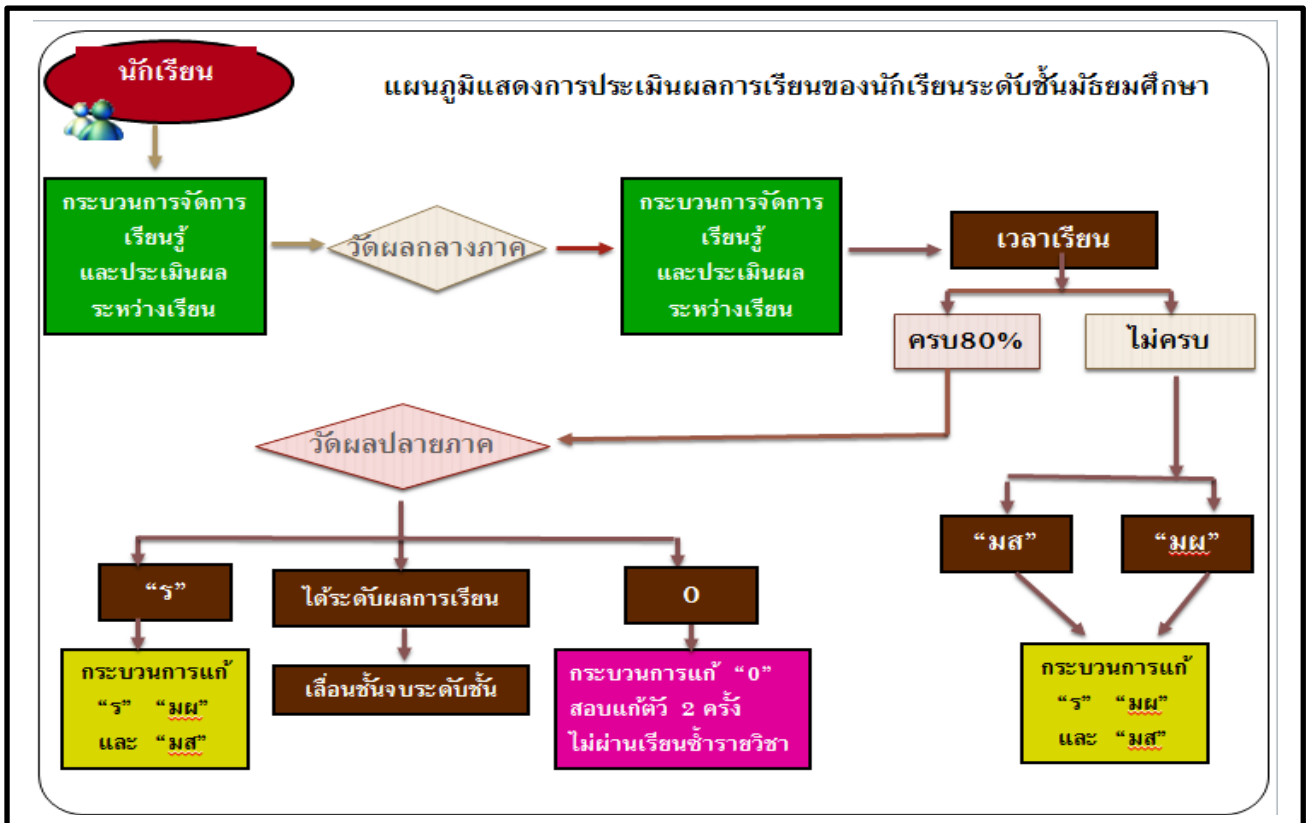 นักเรียน
แผนภูมิแสดงการประเมินผลการเรียนของนักเรียนระดับชั้นมัธยมศึกษา
กระบวนการจัดการ
เรียนรู้
และประเมินผล
ระหว่างเรียน
วัดผลกลางภาค
กระบวนการจัดการ
เรียนรู้
และประเมินผล
ระหว่างเรียน
เวลาเรียน
ครบ80%
ไม่ครบ
วัดผลปลายภาค
“มส”
“มผ”
“ร”
ได้ระดับผลการเรียน
0
กระบวนการแก้
“ร” “มผ”
และ “มส”
เลื่อนชั้นจบระดับชั้น
กระบวนการแก้ “0”
สอบแก้ตัว 2 ครั้ง
ไม่ผ่านเรียนซ้ำรายวิชา
กระบวนการแก้
“ร” “มผ”
และ “มส”